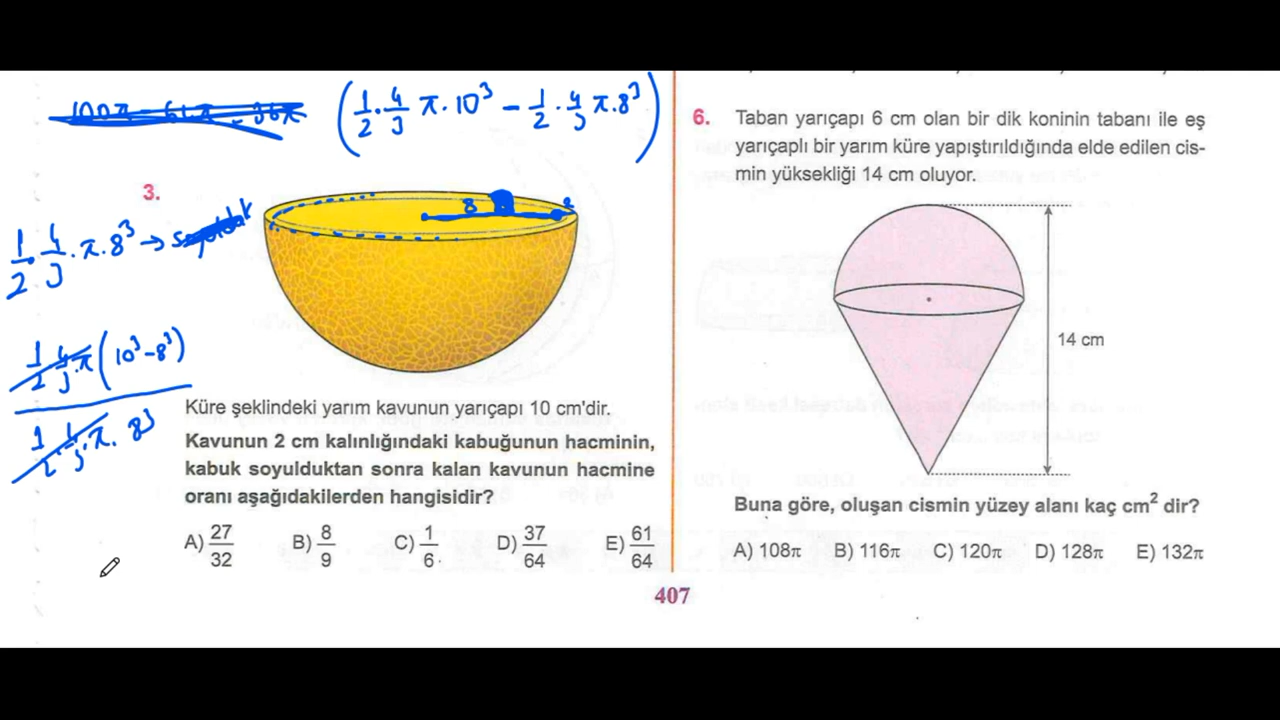 100π - 64π = 36π
(1/2 · 4/3 π · 10³ - 1/2 · 4/3 π · 8³)
3.
8 2
1/2 · 4/3 · π · 8³ →
1/2 4/3 · π (10³ - 8³)
1/2 · 4/3 · π · 8³
Küre şeklindeki yarım kavunun yarıçapı 10 cm'dir.
Kavunun 2 cm kalınlığındaki kabuğunun hacminin,
kabuk soyulduktan sonra kalan kavunun hacmine
oranı aşağıdakilerden hangisidir?
A) 27/32 B) 8/9 C) 1/6 D) 37/64 E) 61/64
6. Taban yarıçapı 6 cm olan bir dik koninin tabanı ile eş
yarıçaplı bir yarım küre yapıştırıldığında elde edilen cis-
min yüksekliği 14 cm oluyor.
14 cm
Buna göre, oluşan cismin yüzey alanı kaç cm² dir?
A) 108π B) 116π C) 120π D) 128π E) 132π
407